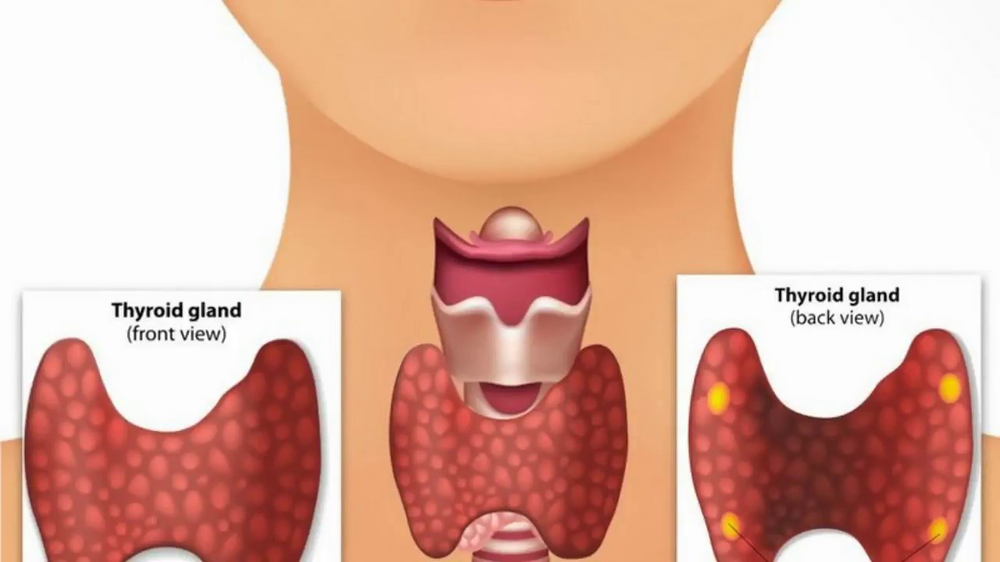 Thyroid gland
(front view)
Thyroid gland
(back view)